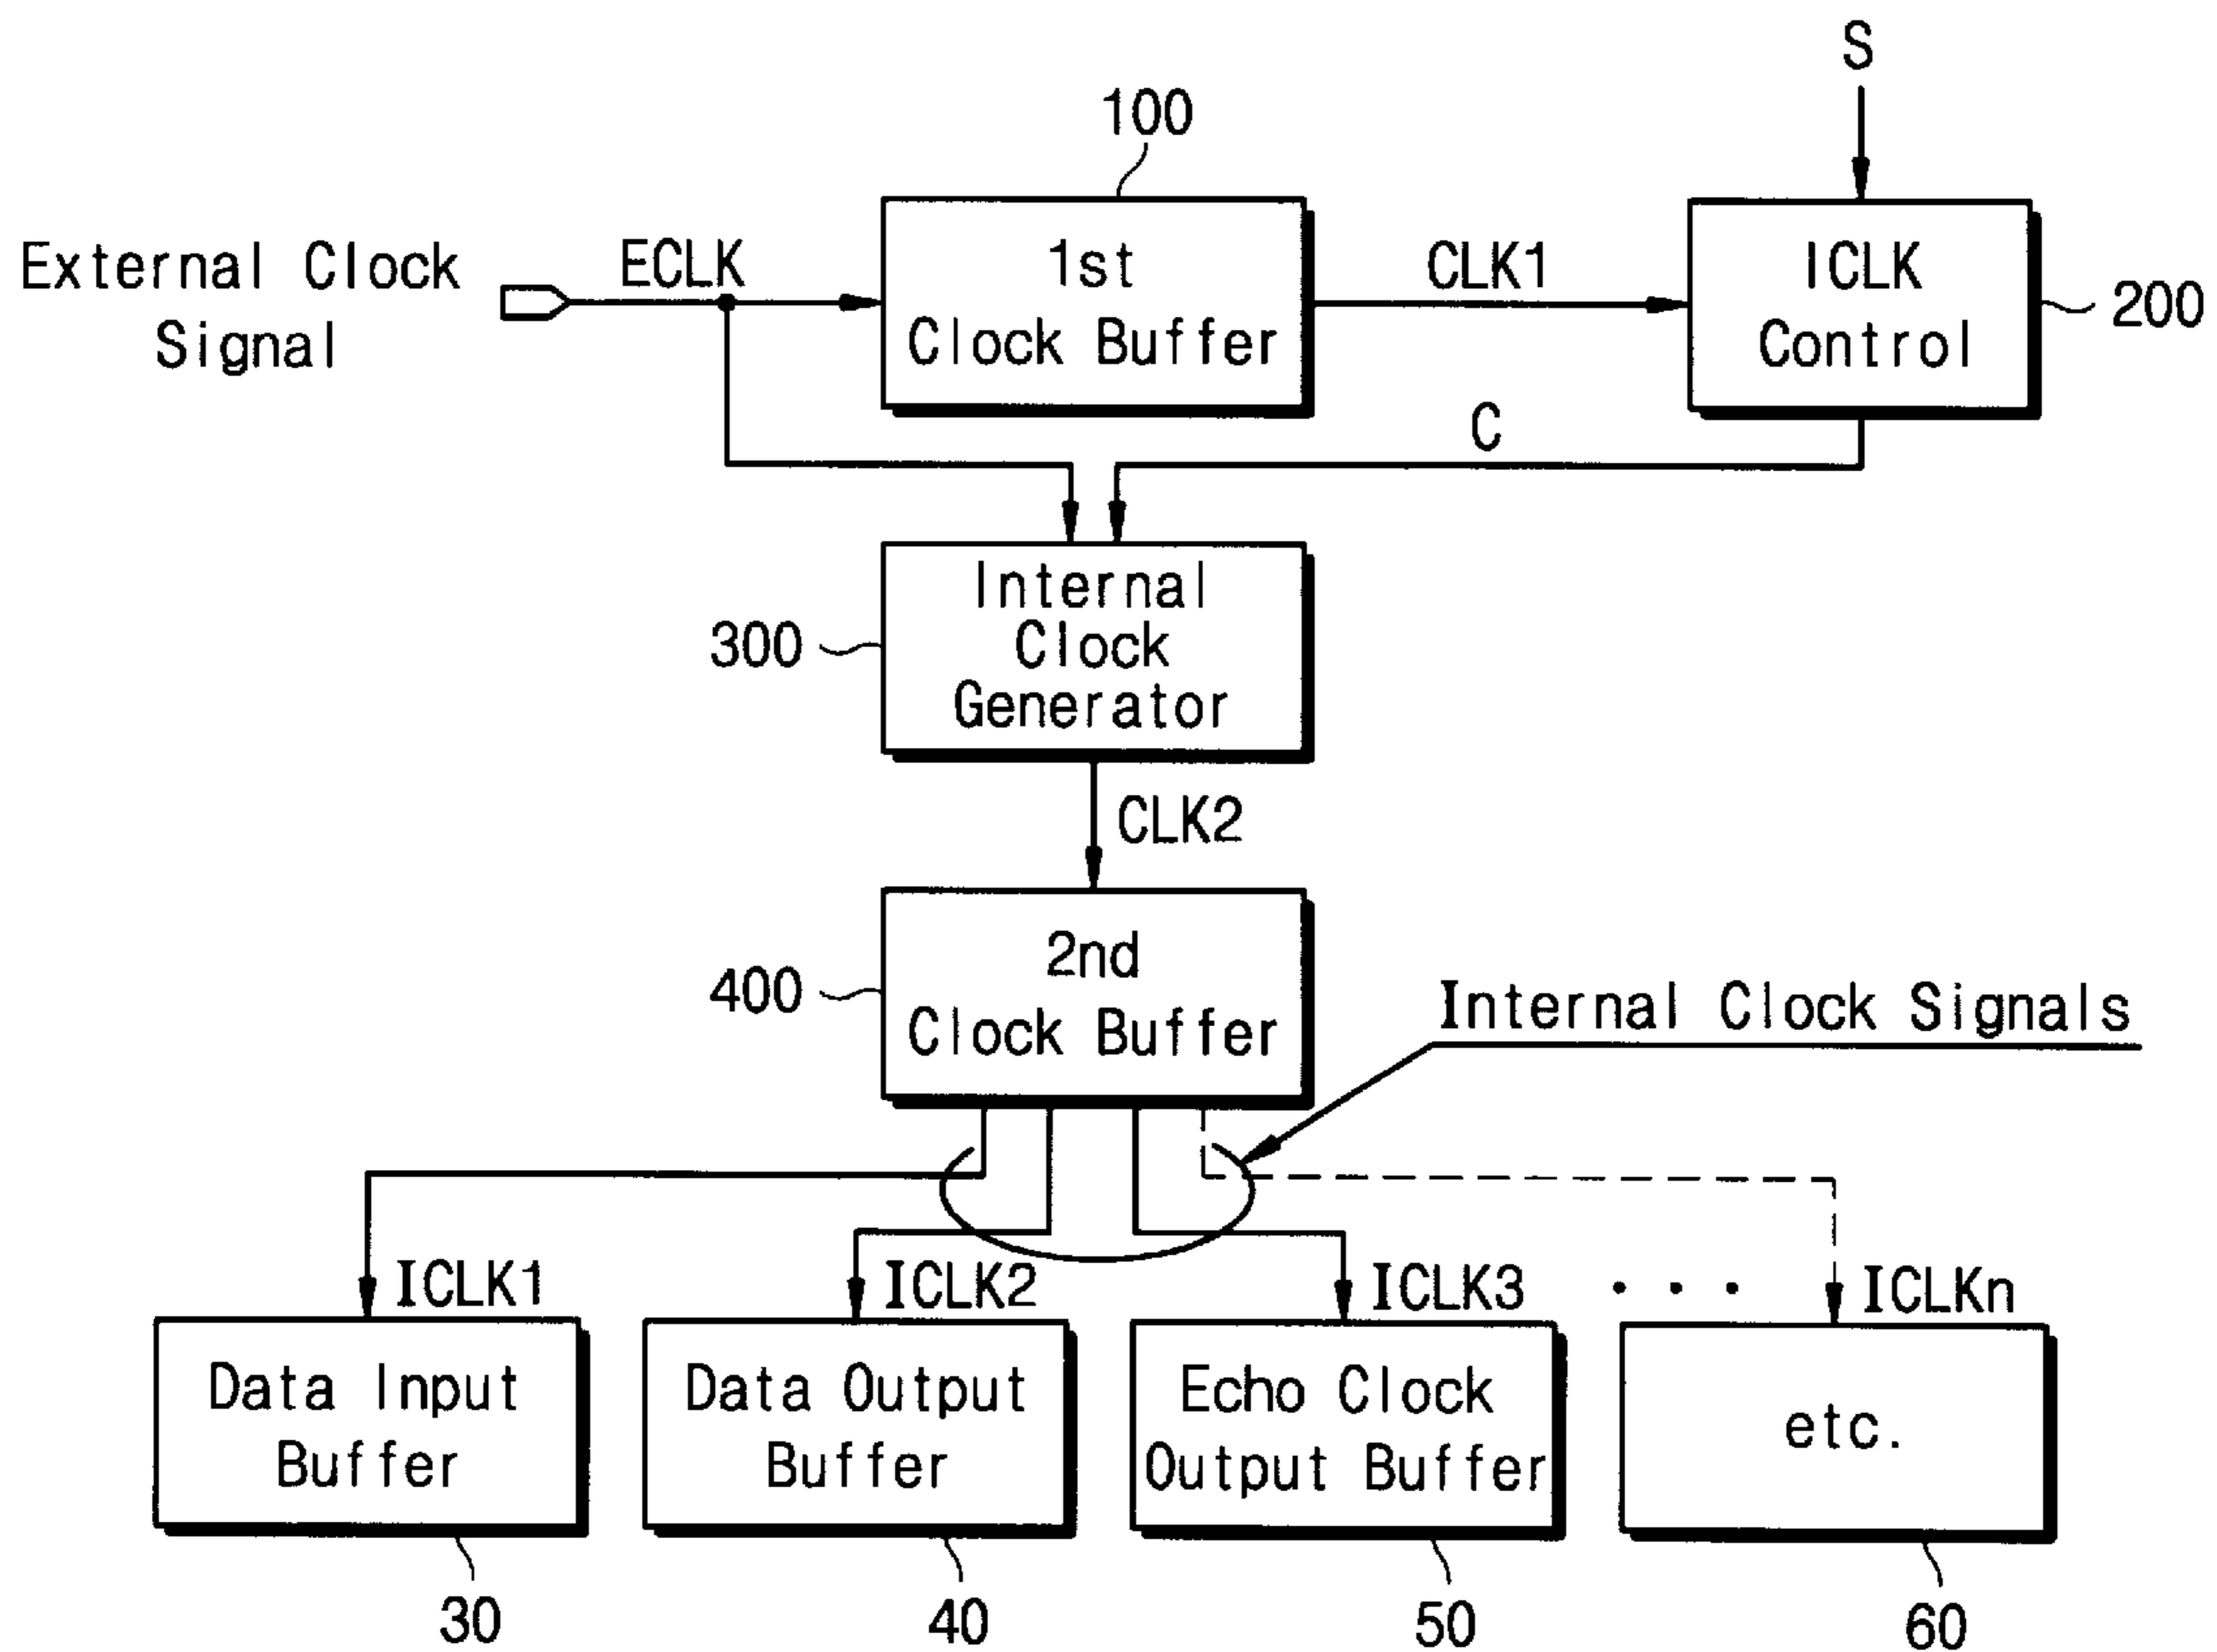 S
100
External Clock
Signal
ECLK
1st
Clock Buffer
CLK1
ICLK
Control
200
C
300
Internal
Clock
Generator
CLK2
400
2nd
Clock Buffer
Internal Clock Signals
ICLK1
ICLK2
ICLK3
. . .
ICLKn
Data Input
Buffer
Data Output
Buffer
Echo Clock
Output Buffer
etc.
30
40
50
60